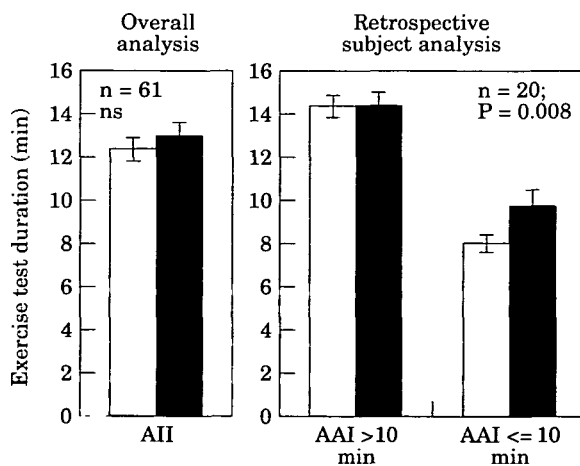 Overall
analysis
Retrospective
subject analysis
Exercise test duration (min)
16
14
12
10
8
6
4
2
0
n = 61
ns
AII
16
14
12
10
8
6
4
2
0
n = 20;
P = 0.008
AAI >10
min
AAI <= 10
min